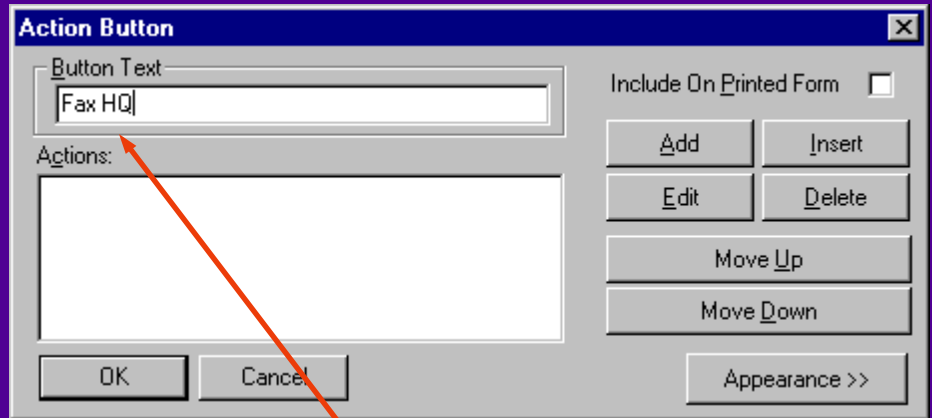 Action Button
Button Text
Fax HQ
Include On Printed Form
Actions:
Add
Insert
Edit
Delete
Move Up
Move Down
OK
Cancel
Appearance >>